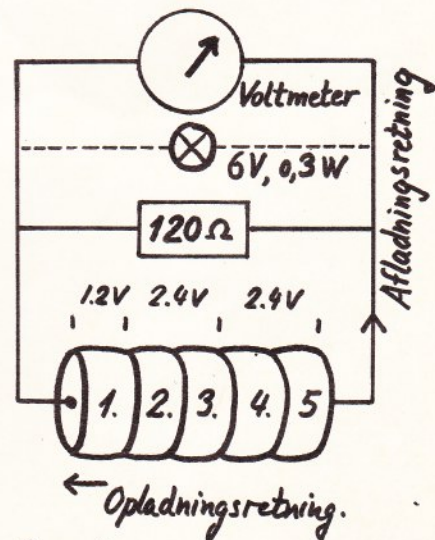 Voltmeter
6V, 0,3W
Afladningsretning
120Ω
1.2V 2.4V 2.4V
1. 2. 3. 4. 5
← Opladningsretning.